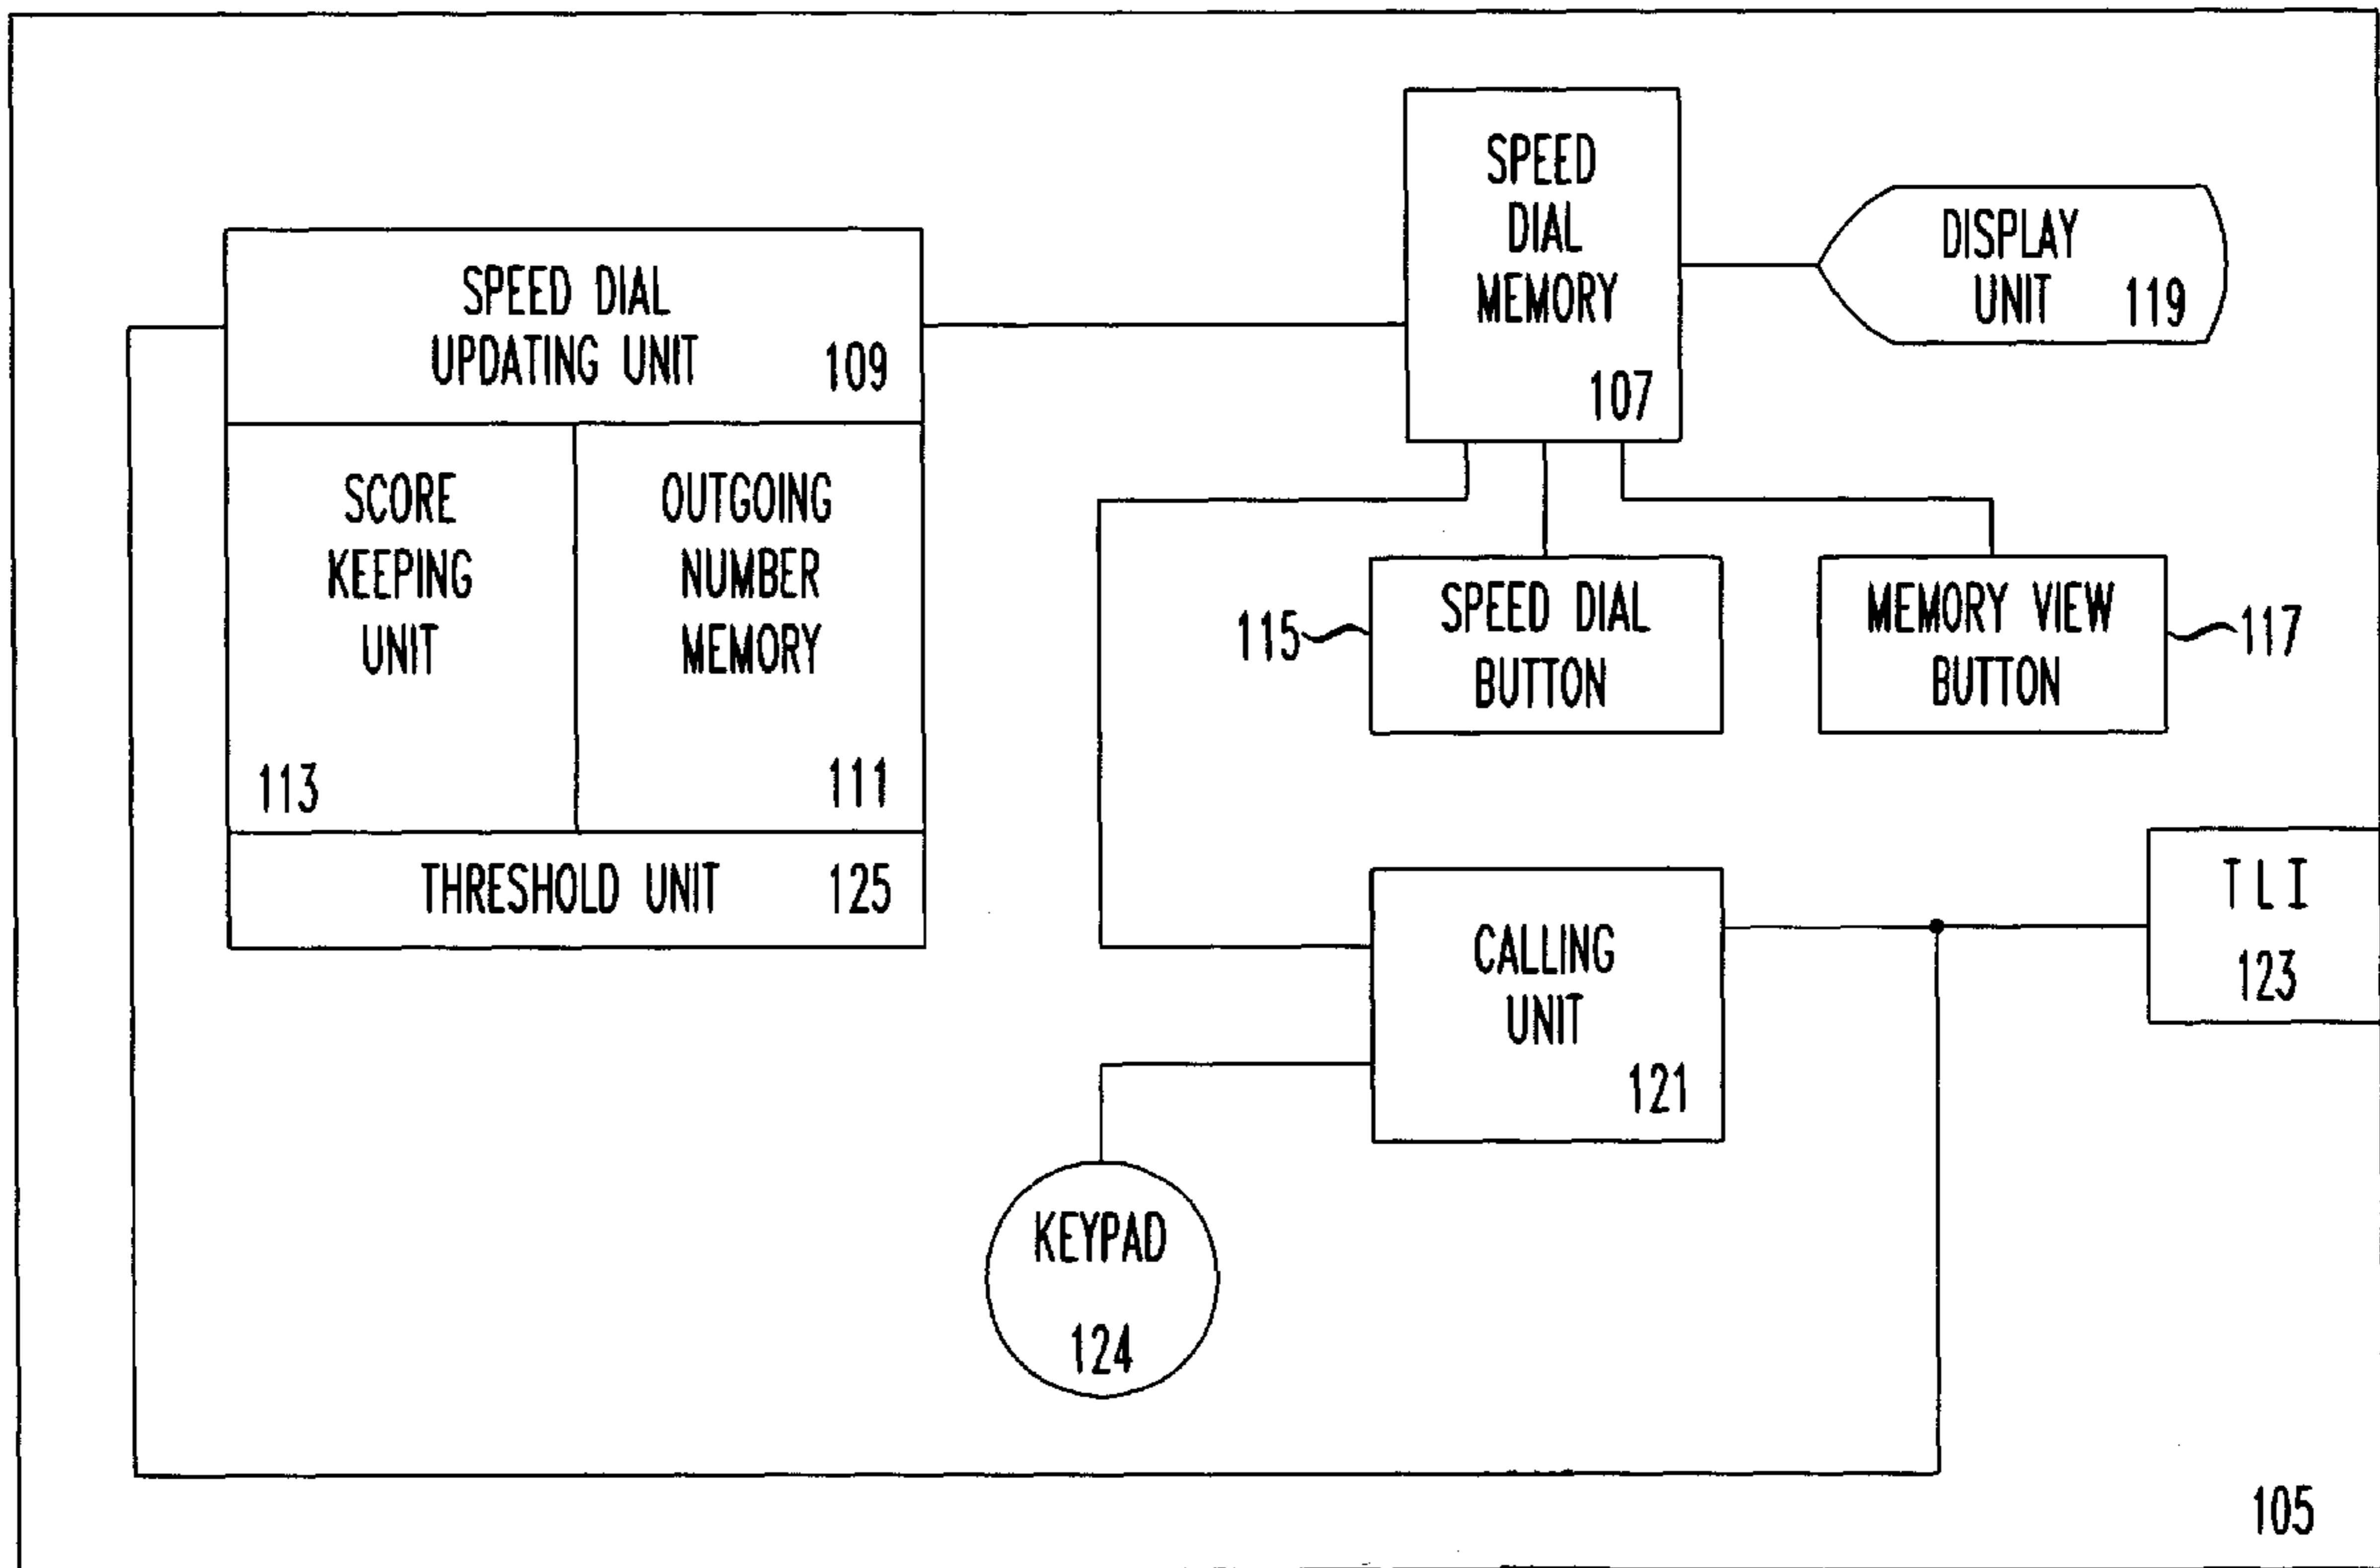 SPEED DIAL
UPDATING UNIT 109
SCORE
KEEPING
UNIT
113
OUTGOING
NUMBER
MEMORY
111
THRESHOLD UNIT 125
SPEED
DIAL
MEMORY
107
DISPLAY
UNIT 119
115
SPEED DIAL
BUTTON
MEMORY VIEW
BUTTON
117
CALLING
UNIT
121
TLI
123
KEYPAD
124
105